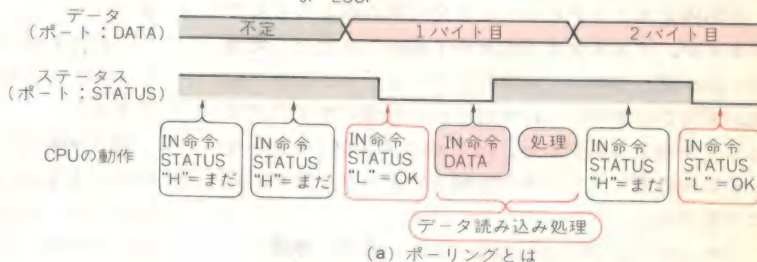 データ
(ポート：DATA)
不定
1バイト目
2バイト目
ステータス
(ポート：STATUS)
CPUの動作
IN命令
STATUS
"H"=まだ
IN命令
STATUS
"H"=まだ
IN命令
STATUS
"L"=OK
IN命令
DATA
処理
IN命令
STATUS
"H"=まだ
IN命令
STATUS
"L"=OK
データ読み込み処理
(a) ポーリングとは